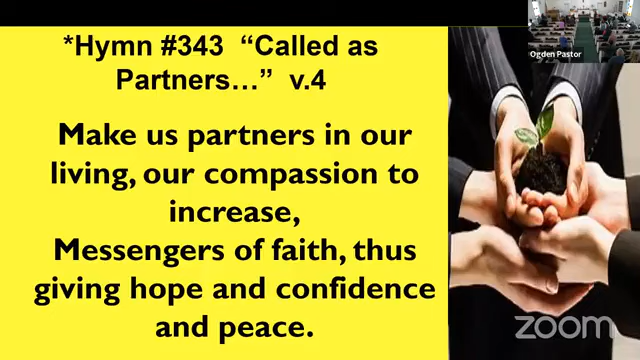 *Hymn #343 “Called as
Partners…” v.4
Make us partners in our
living, our compassion to
increase,
Messengers of faith, thus
giving hope and confidence
and peace.
Ogden Pastor
zoom